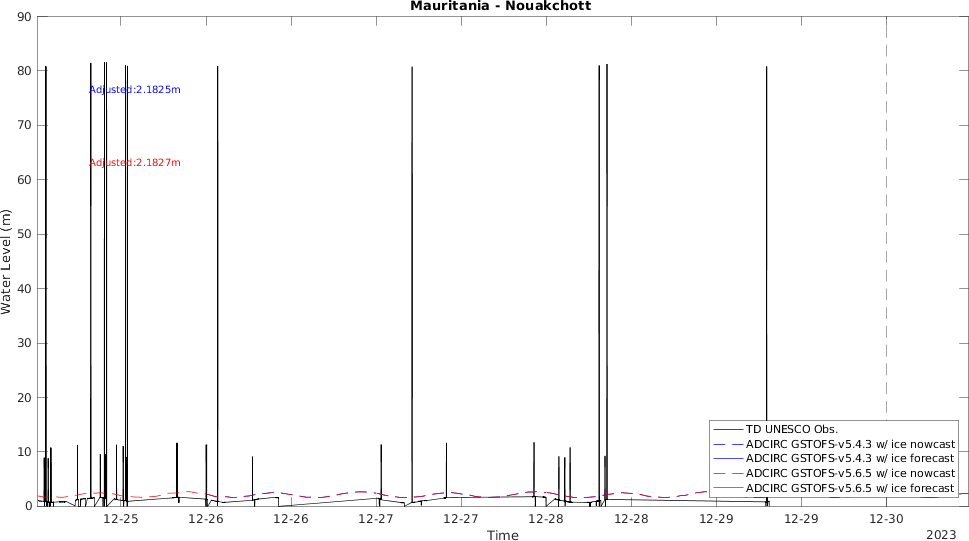 Mauritania - Nouakchott
90
80
70
60
50
40
30
20
10
0
Water Level (m)
Adjusted:2.1825m
Adjusted:2.1827m
TD UNESCO Obs.
ADCIRC GSTOFS-v5.4.3 w/ ice nowcast
ADCIRC GSTOFS-v5.4.3 w/ ice forecast
ADCIRC GSTOFS-v5.6.5 w/ ice nowcast
ADCIRC GSTOFS-v5.6.5 w/ ice forecast
12-25 12-26 12-26 12-27 12-27 12-28 12-28 12-29 12-29 12-30
Time
2023